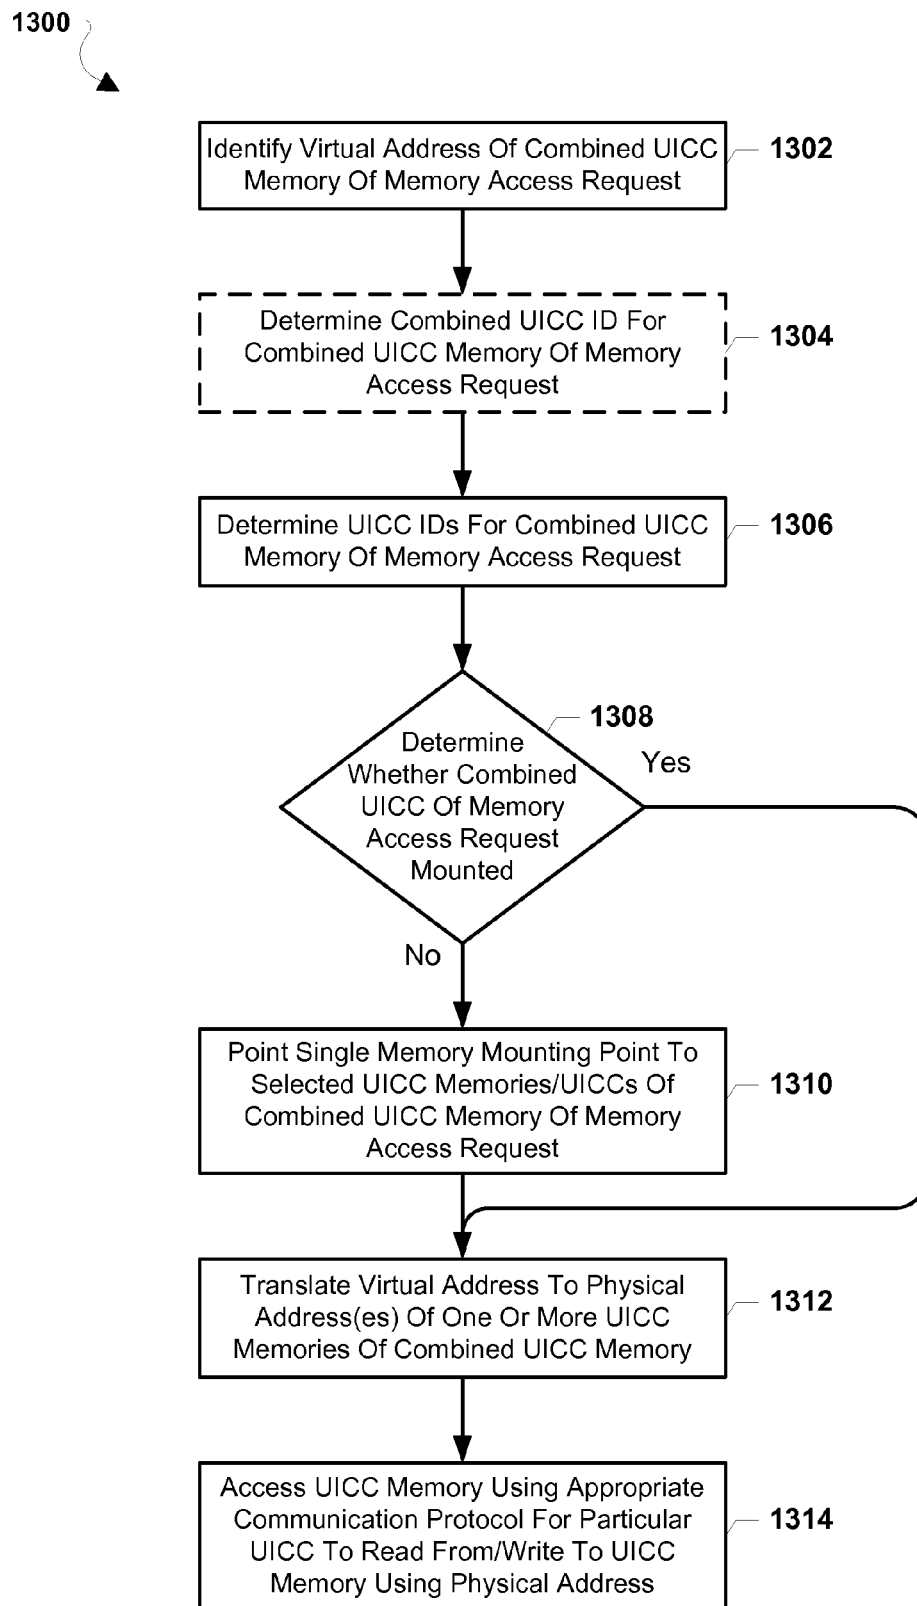 1300
Identify Virtual Address Of Combined UICC
Memory Of Memory Access Request
1302
Determine Combined UICC ID For
Combined UICC Memory Of Memory
Access Request
1304
Determine UICC IDs For Combined UICC
Memory Of Memory Access Request
1306
Determine
Whether Combined
UICC Of Memory
Access Request
Mounted
1308
Yes
No
Point Single Memory Mounting Point To
Selected UICC Memories/UICCs Of
Combined UICC Memory Of Memory
Access Request
1310
Translate Virtual Address To Physical
Address(es) Of One Or More UICC
Memories Of Combined UICC Memory
1312
Access UICC Memory Using Appropriate
Communication Protocol For Particular
UICC To Read From/Write To UICC
Memory Using Physical Address
1314